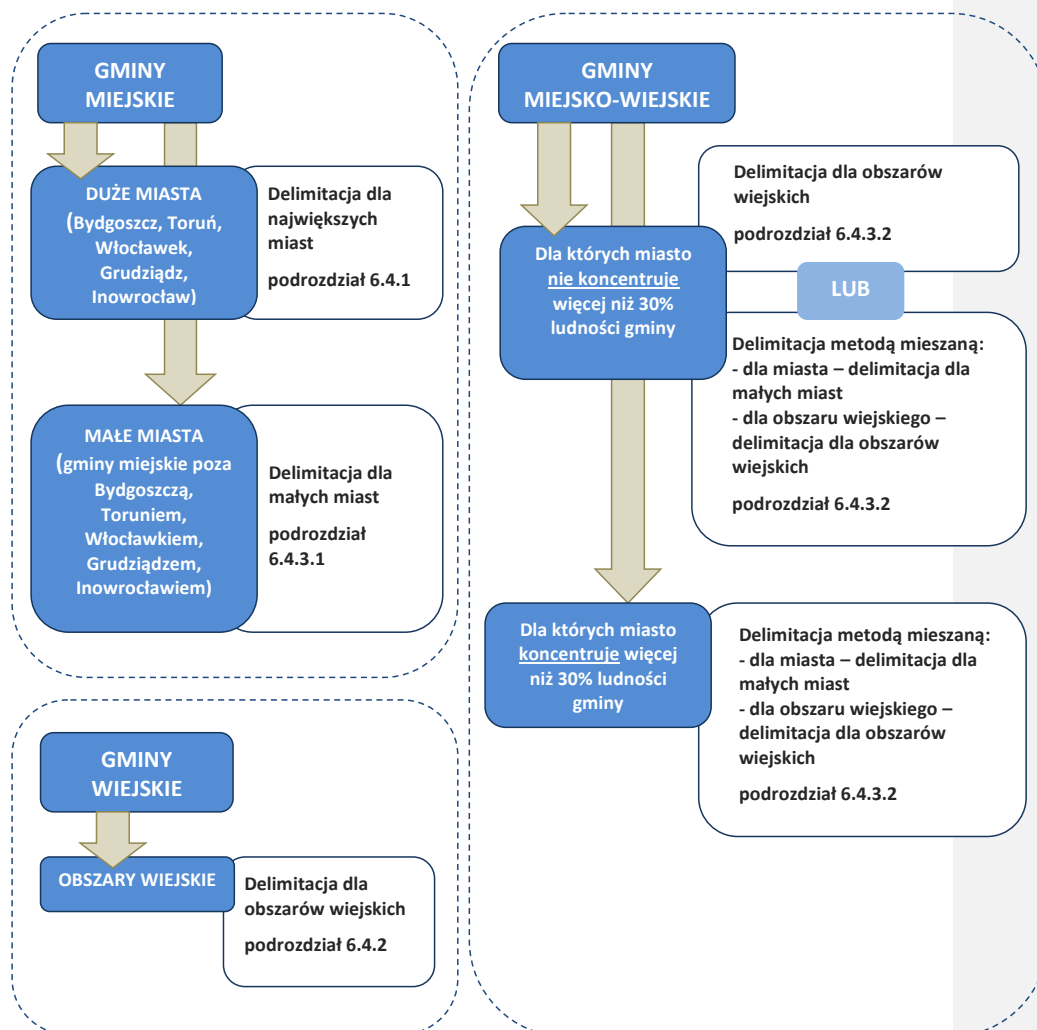 GMINY
MIEJSKIE
DUŻE MIASTA
(Bydgoszcz, Toruń,
Włocławek,
Grudziądz,
Inowrocław)
Delimitacja dla
największych
miast
podrozdział 6.4.1
MAŁE MIASTA
(gminy miejskie poza
Bydgoszczą,
Toruniem,
Włocławkiem,
Grudziądzem,
Inowrocławiem)
Delimitacja dla
małych miast
podrozdział
6.4.3.1
GMINY
WIEJSKIE
OBSZARY WIEJSKIE
Delimitacja dla
obszarów wiejskich
podrozdział 6.4.2
GMINY
MIEJSKO-WIEJSKIE
Dla których miasto
nie koncentruje
więcej niż 30%
ludności gminy
Delimitacja dla obszarów
wiejskich
podrozdział 6.4.3.2
LUB
Delimitacja metodą mieszaną:
- dla miasta – delimitacja dla
małych miast
- dla obszaru wiejskiego –
delimitacja dla obszarów
wiejskich
podrozdział 6.4.3.2
Dla których miasto
koncentruje więcej
niż 30% ludności
gminy
Delimitacja metodą mieszaną:
- dla miasta – delimitacja dla
małych miast
- dla obszaru wiejskiego –
delimitacja dla obszarów
wiejskich
podrozdział 6.4.3.2